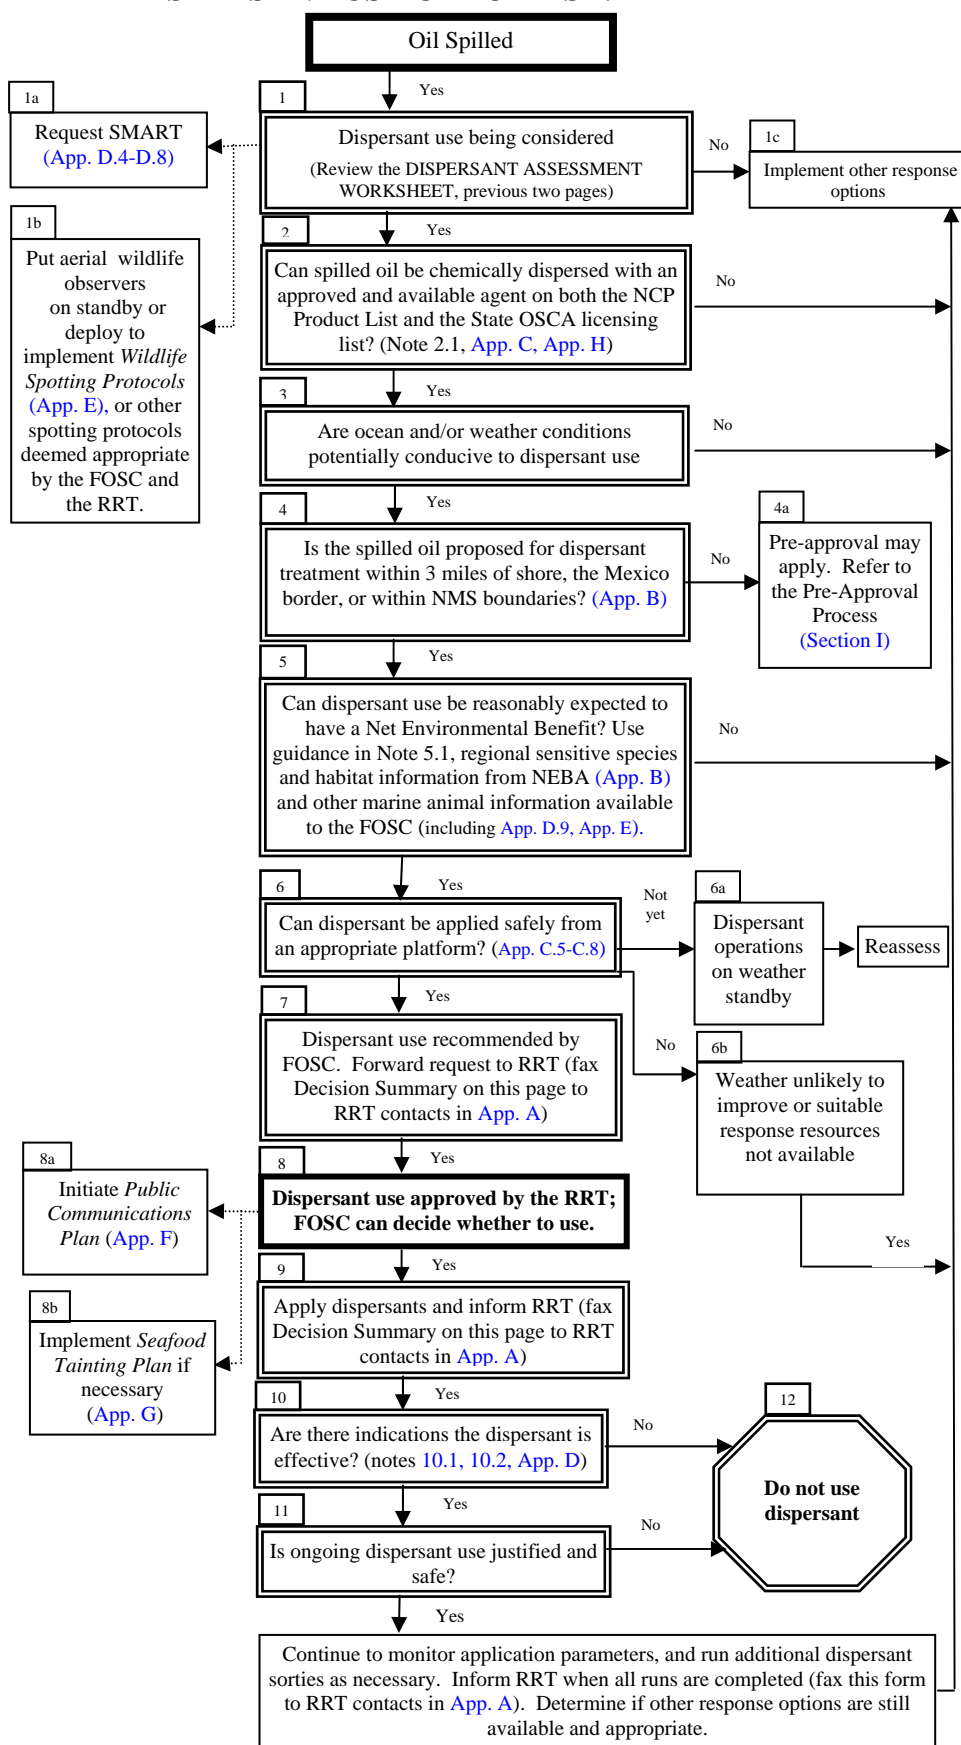 Oil Spilled
Yes
1a
Request SMART
(App. D.4-D.8)
1
Dispersant use being considered
(Review the DISPERSANT ASSESSMENT
WORKSHEET, previous two pages)
No
1c
Implement other response
options
1b
Put aerial wildlife
observers
on standby or
deploy to
implement Wildlife
Spotting Protocols
(App. E), or other
spotting protocols
deemed appropriate
by the FOSC and
the RRT.
Yes
2
Can spilled oil be chemically dispersed with an
approved and available agent on both the NCP
Product List and the State OSCA licensing
list? (Note 2.1, App. C, App. H)
No
Yes
3
Are ocean and/or weather conditions
potentially conducive to dispersant use
No
Yes
4
Is the spilled oil proposed for dispersant
treatment within 3 miles of shore, the Mexico
border, or within NMS boundaries? (App. B)
No
4a
Pre-approval may
apply. Refer to
the Pre-Approval
Process
(Section I)
Yes
5
Can dispersant use be reasonably expected to
have a Net Environmental Benefit? Use
guidance in Note 5.1, regional sensitive species
and habitat information from NEBA (App. B)
and other marine animal information available
to the FOSC (including App. D.9, App. E).
No
Yes
6
Can dispersant be applied safely from
an appropriate platform? (App. C.5-C.8)
Not
yet
6a
Dispersant
operations
on weather
standby
Reassess
Yes
7
Dispersant use recommended by
FOSC. Forward request to RRT (fax
Decision Summary on this page to
RRT contacts in App. A)
No
6b
Weather unlikely to
improve or suitable
response resources
not available
Yes
Yes
8
Dispersant use approved by the RRT;
FOSC can decide whether to use.
8a
Initiate Public
Communications
Plan (App. F)
8b
Implement Seafood
Tainting Plan if
necessary
(App. G)
Yes
9
Apply dispersants and inform RRT (fax
Decision Summary on this page to RRT
contacts in App. A)
Yes
10
Are there indications the dispersant is
effective? (notes 10.1, 10.2, App. D)
No
12
Do not use
dispersant
Yes
11
Is ongoing dispersant use justified and
safe?
No
Yes
Continue to monitor application parameters, and run additional dispersant
sorties as necessary. Inform RRT when all runs are completed (fax this form
to RRT contacts in App. A). Determine if other response options are still
available and appropriate.